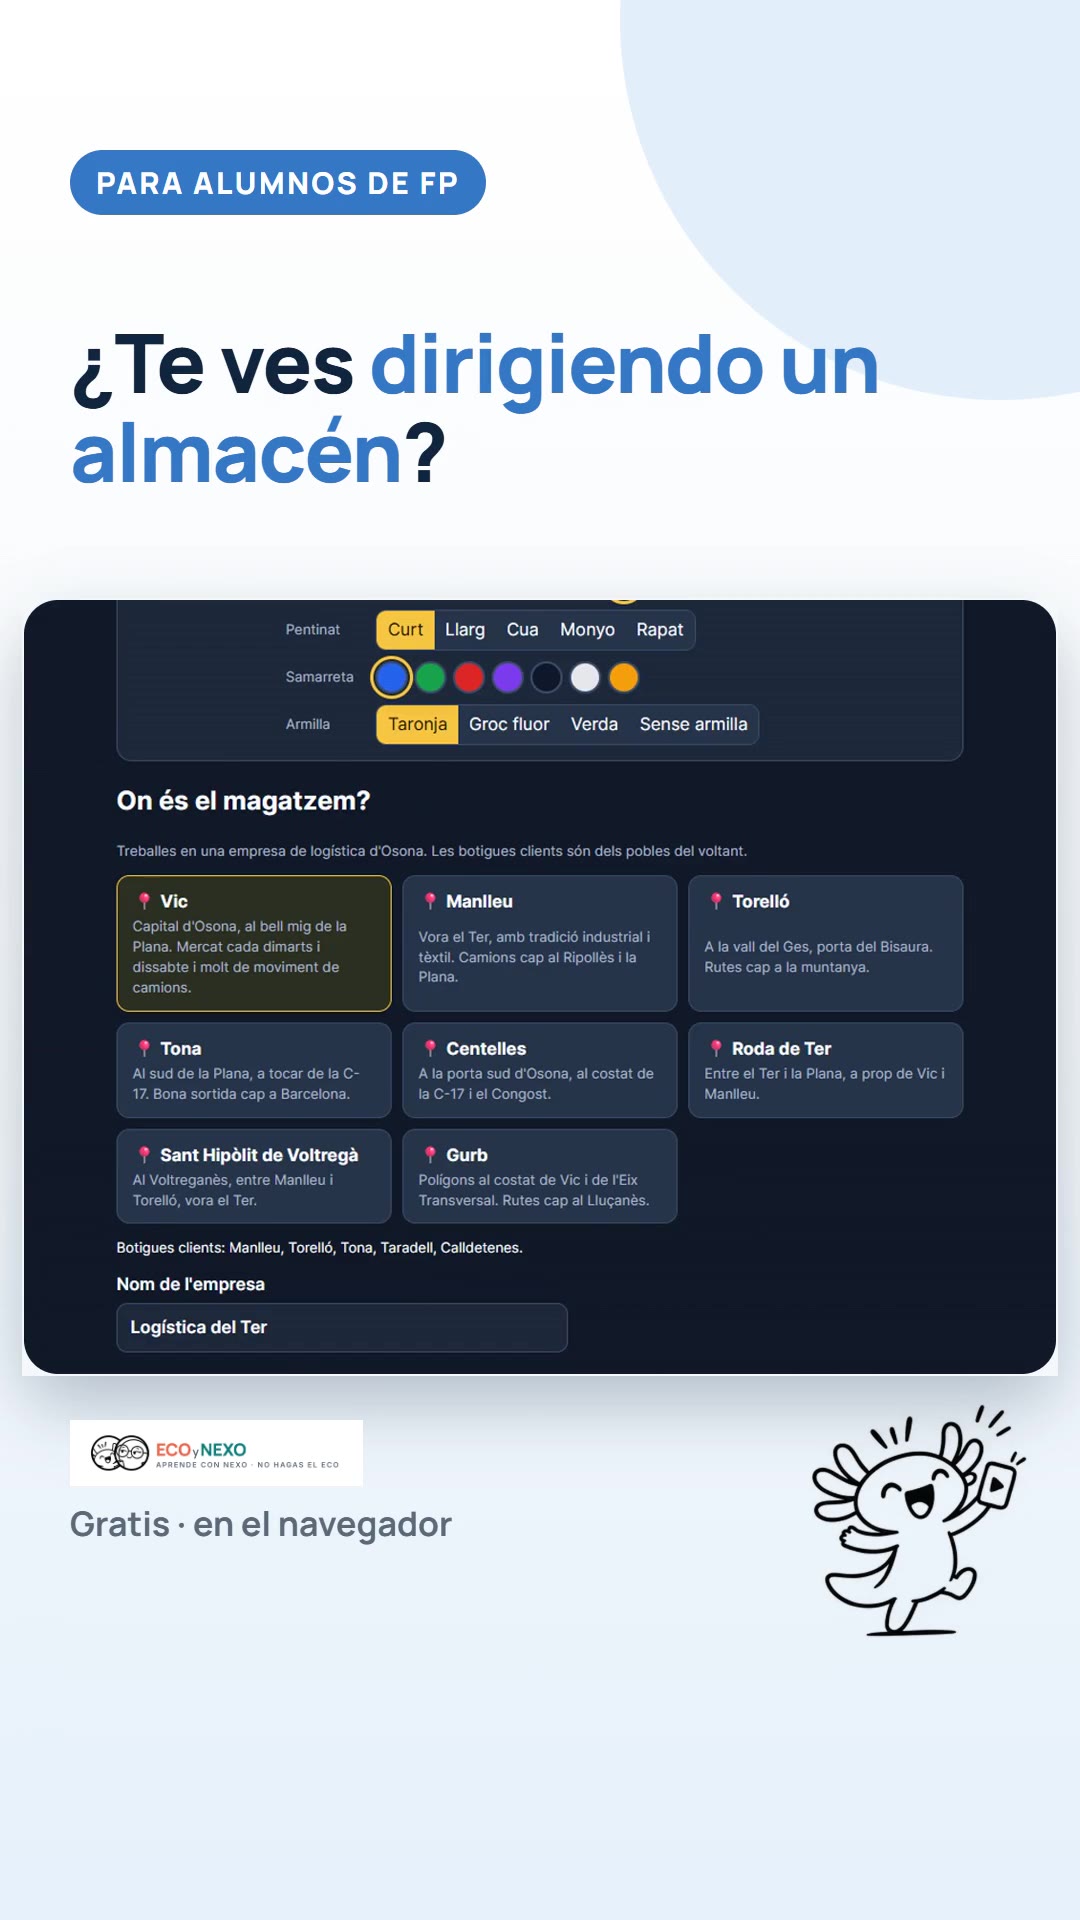 PARA ALUMNOS DE FP
¿Te ves dirigiendo un
almacén?
Pentinat
Curt Llarg Cua Monyo Rapat
Samarreta
Armilla
Taronja Groc fluor Verda Sense armilla
On és el magatzem?
Treballes en una empresa de logística d'Osona. Les botigues clients són dels pobles del voltant.
Vic
Capital d'Osona, al bell mig de la
Plana. Mercat cada dimarts i
dissabte i molt de moviment de
camions.
Manlleu
Vora el Ter, amb tradició industrial i
tèxtil. Camions cap al Ripollès i la
Plana.
Torelló
A la vall del Ges, porta del Bisaura.
Rutes cap a la muntanya.
Tona
Al sud de la Plana, a tocar de la C-
17. Bona sortida cap a Barcelona.
Centelles
A la porta sud d'Osona, al costat de
la C-17 i el Congost.
Roda de Ter
Entre el Ter i la Plana, a prop de Vic i
Manlleu.
Sant Hipòlit de Voltregà
Al Voltreganès, entre Manlleu i
Torelló, vora el Ter.
Gurb
Polígons al costat de Vic i de l'Eix
Transversal. Rutes cap al Lluçanès.
Botigues clients: Manlleu, Torelló, Tona, Taradell, Calldetenes.
Nom de l'empresa
Logística del Ter
ECOyNEXO
APRENDE CON NEXO · NO HAGAS EL ECO
Gratis · en el navegador